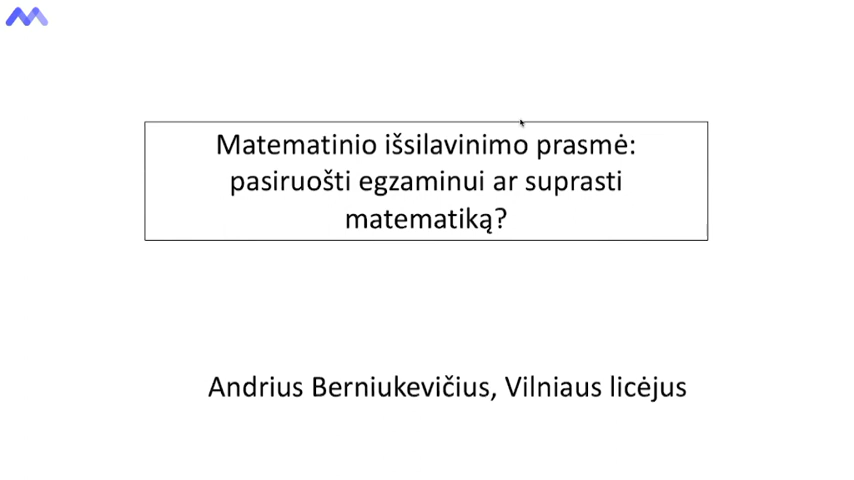 Matematinio išsilavinimo prasmė:
pasiruošti egzaminui ar suprasti
matematiką?
Andrius Berniukevičius, Vilniaus licėjus